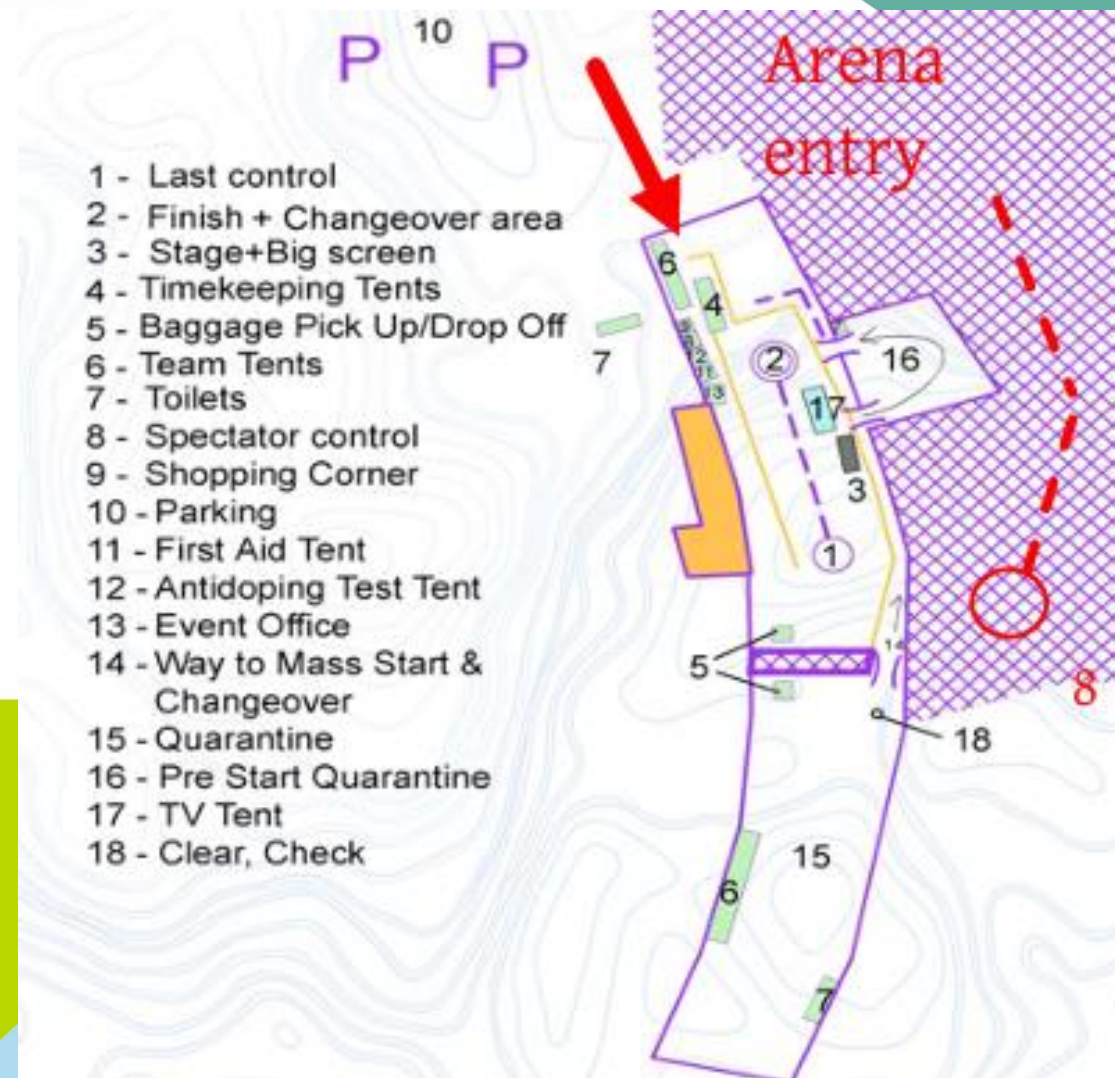 10
P P
Arena
entry
1 - Last control
2 - Finish + Changeover area
3 - Stage+Big screen
4 - Timekeeping Tents
5 - Baggage Pick Up/Drop Off
6 - Team Tents
7 - Toilets
8 - Spectator control
9 - Shopping Corner
10 - Parking
11 - First Aid Tent
12 - Antidoping Test Tent
13 - Event Office
14 - Way to Mass Start &
Changeover
15 - Quarantine
16 - Pre Start Quarantine
17 - TV Tent
18 - Clear, Check
6
4
7
2
16
17
3
1
14
5
8
18
15
6
7